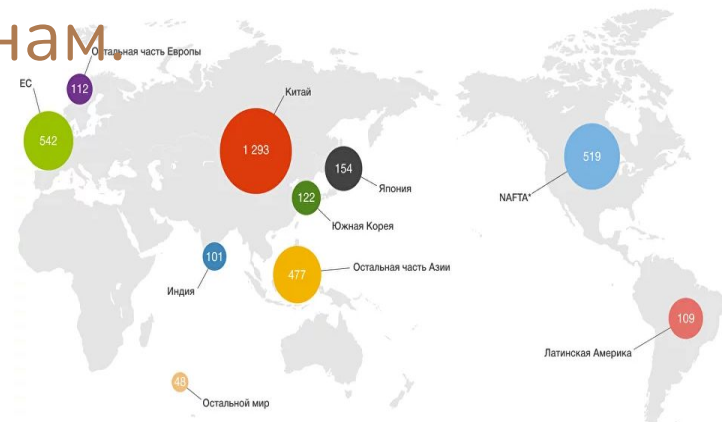 нам.
Остальная часть Европы
ЕС
112
Китай
542
1 293
154
519
Япония
NAFTA*
122
Южная Корея
101
Остальная часть Азии
477
Индия
109
Латинская Америка
48
Остальной мир